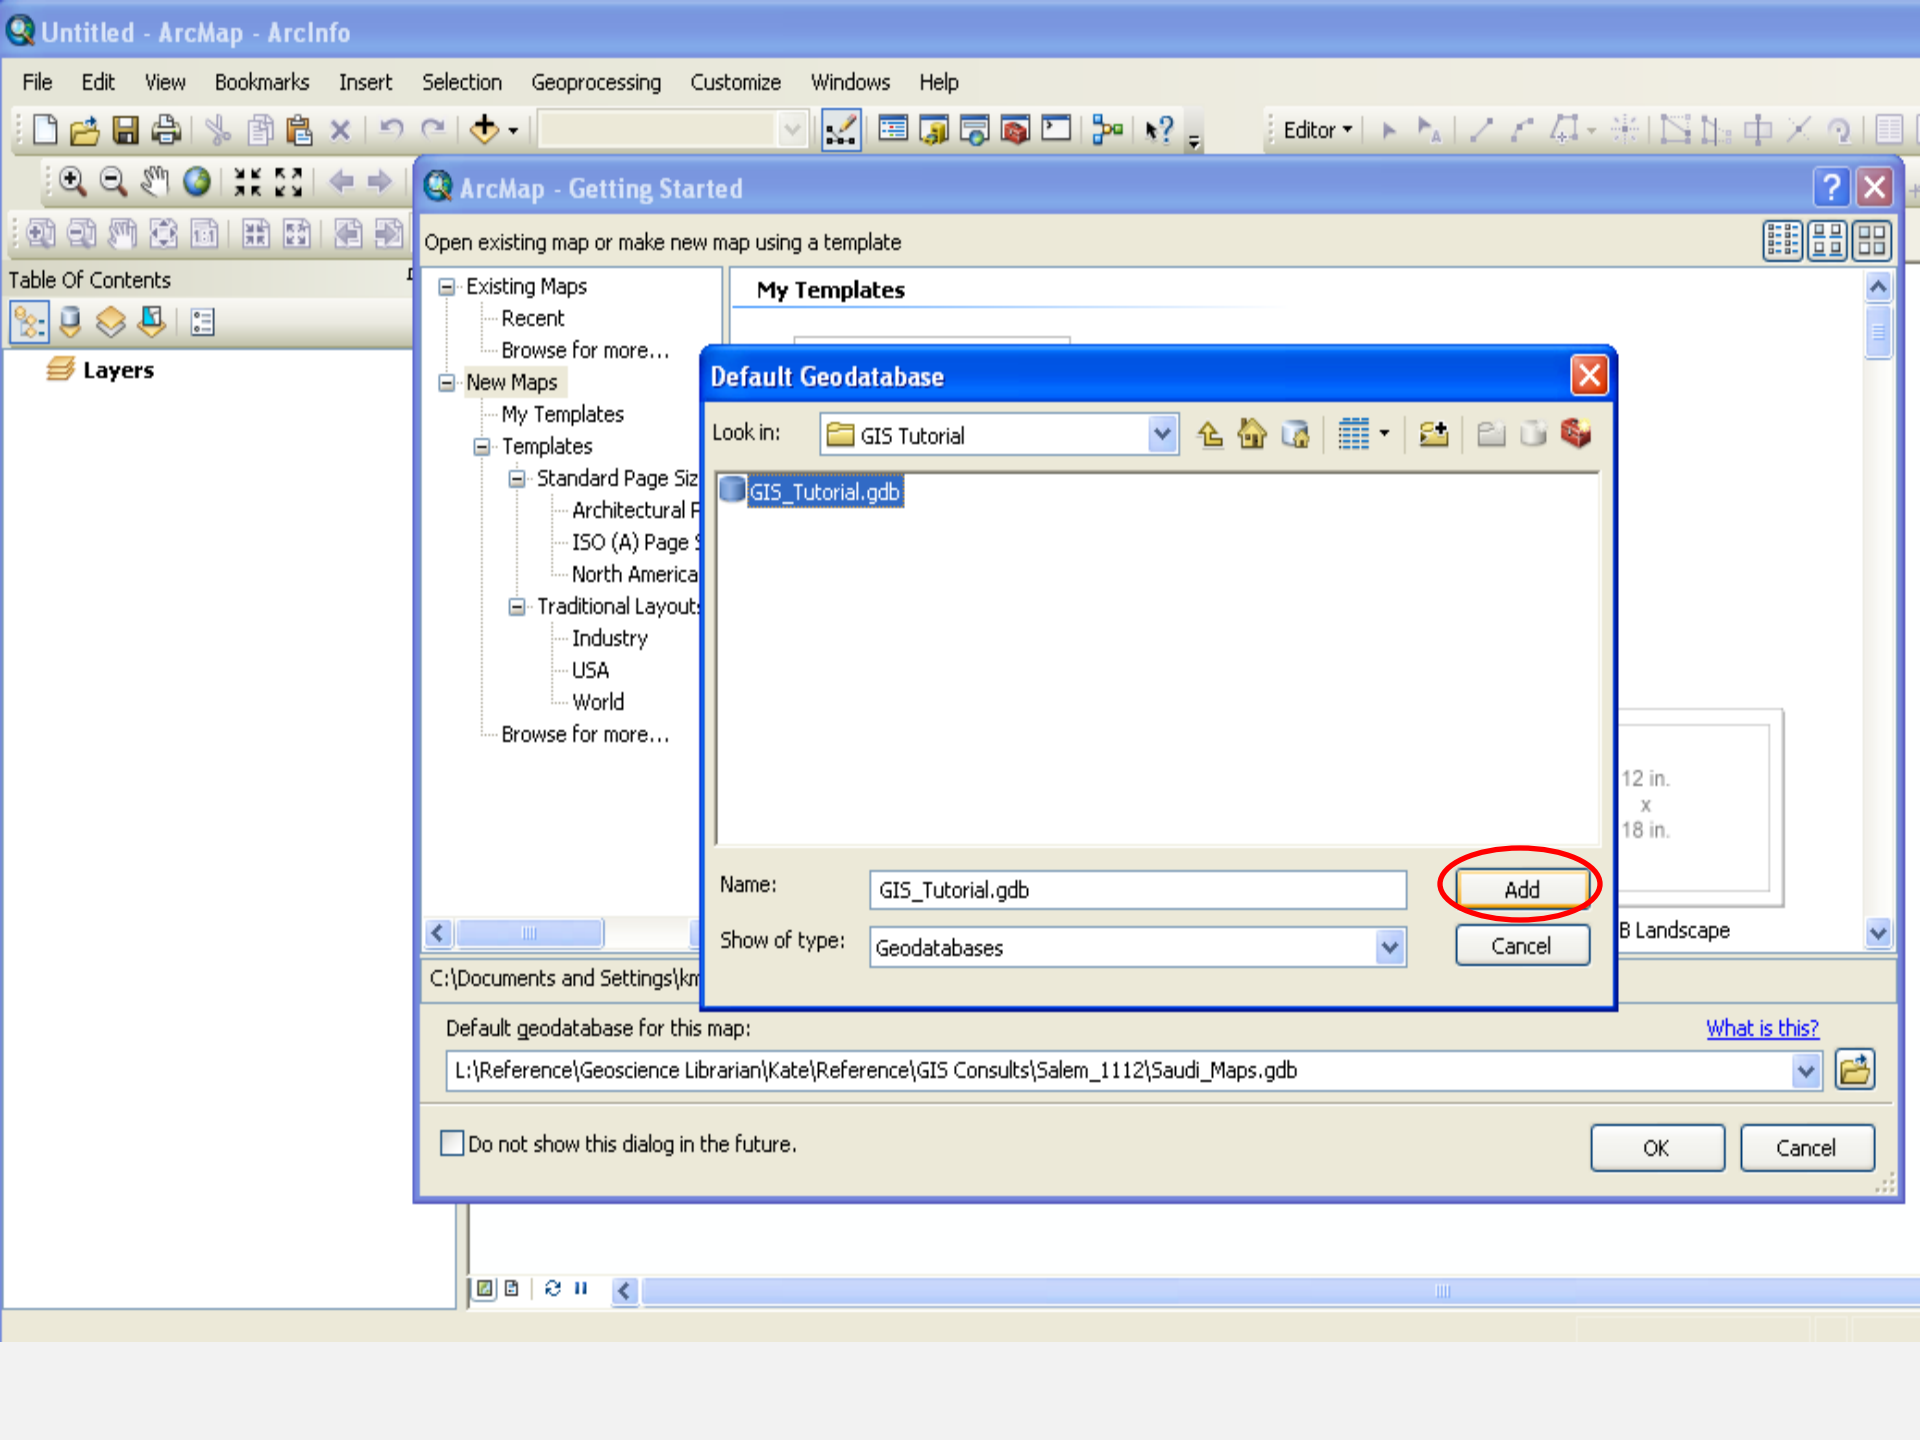 Untitled - ArcMap - ArcInfo
File Edit View Bookmarks Insert Selection Geoprocessing Customize Windows Help
Editor
ArcMap - Getting Started
Open existing map or make new map using a template
Table Of Contents
Layers
Existing Maps
Recent
Browse for more...
New Maps
My Templates
Templates
Standard Page Siz
Architectural F
ISO (A) Page S
North America
Traditional Layouts
Industry
USA
World
Browse for more...
My Templates
Default Geodatabase
Look in: GIS Tutorial
GIS_Tutorial.gdb
Name: GIS_Tutorial.gdb Add
Show of type: Geodatabases Cancel
12 in.
x
18 in.
B Landscape
C:\Documents and Settings\km
Default geodatabase for this map: What is this?
L:\Reference\Geoscience Librarian\Kate\Reference\GIS Consults\Salem_1112\Saudi_Maps.gdb
Do not show this dialog in the future.
OK Cancel